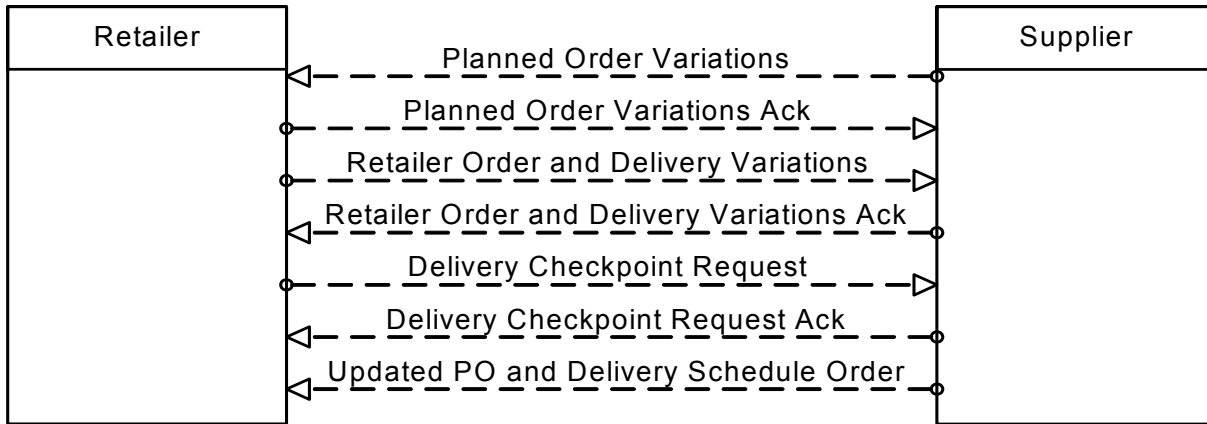 Retailer
Supplier
Planned Order Variations
Planned Order Variations Ack
Retailer Order and Delivery Variations
Retailer Order and Delivery Variations Ack
Delivery Checkpoint Request
Delivery Checkpoint Request Ack
Updated PO and Delivery Schedule Order